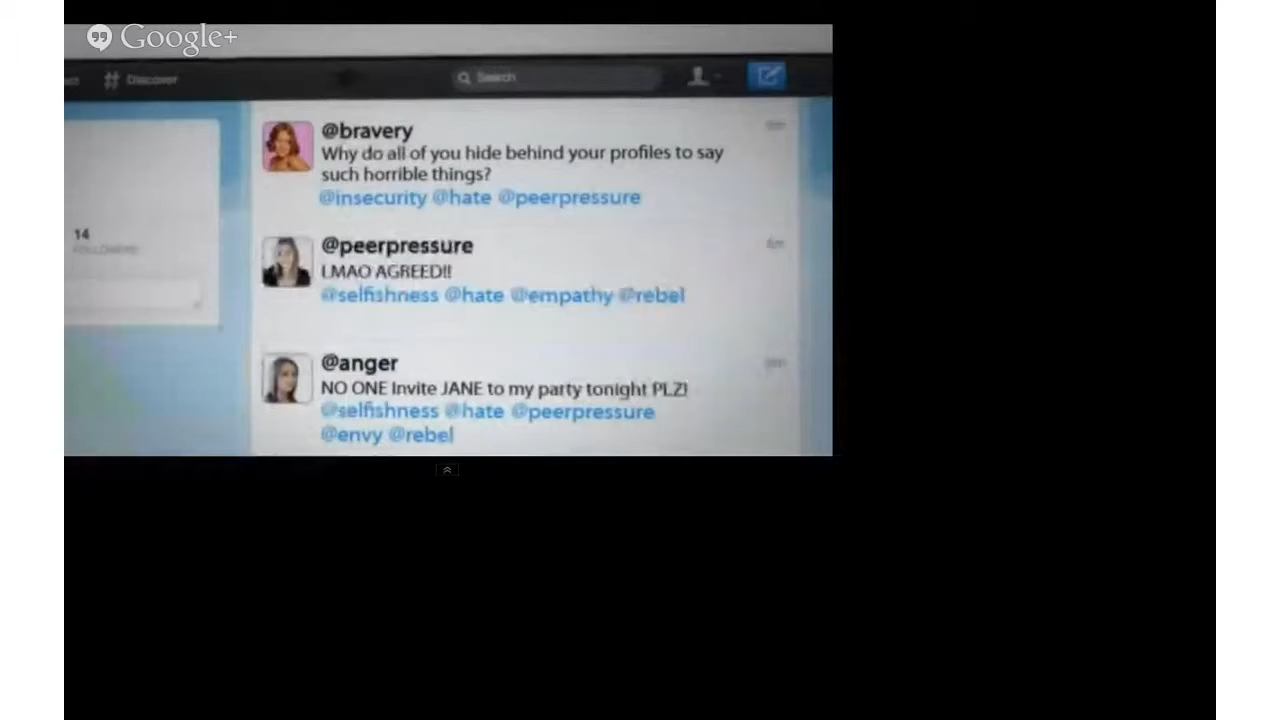 Google+
# Discover
Search
@bravery
Why do all of you hide behind your profiles to say
such horrible things?
@insecurity @hate @peerpressure
14
FOLLOWERS
@peerpressure
LMAO AGREED!!
@selfishness @hate @empathy @rebel
@anger
NO ONE Invite JANE to my party tonight PLZ!
@selfishness @hate @peerpressure
@envy @rebel